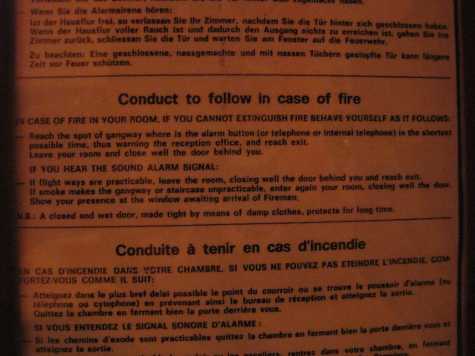 — Wenn Sie die Alarmsirene hören:
Ist der Hausflur frei, so verlassen Sie Ihr Zimmer, nachdem Sie die Tür hinter sich geschlossen haben.
Wenn der Hausflur voller Rauch ist und dadurch den Ausgang nicht zu erreichen ist, gehen Sie ins
Zimmer zurück, schliessen Sie die Tür und warten Sie am Fenster auf die Feuerwehr.
Zu beachten: Eine geschlossene, nassgemachte und mit nassen Tüchern gestopfte Tür kann längere
Zeit vor Feuer schützen.
Conduct to follow in case of fire
IN CASE OF FIRE IN YOUR ROOM, IF YOU CANNOT EXTINGUISH FIRE BEHAVE YOURSELF AS IT FOLLOWS:
— Reach the spot of gangway where is the alarm button (or telephone or internal telephone) in the shortest
possible time, thus warning the reception office, and reach exit.
Leave your room and close well the door behind you.
IF YOU HEAR THE SOUND ALARM SIGNAL:
— If flight ways are practicable, leave the room, closing well the door behind you and reach exit.
If smoke makes the gangway or staircase unpracticable, enter again your room, closing well the door.
Show your presence at the window awaiting arrival of Firemen.
N.B.: A closed and wet door, made tight by means of damp clothes, protects for long time.
Conduite à tenir en cas d'incendie
EN CAS D'INCENDIE DANS VOTRE CHAMBRE, SI VOUS NE POUVEZ PAS ETEINDRE L'INCENDIE, COM-
PORTEZ-VOUS COMME IL SUIT:
— Atteignez dans le plus bref delai possible le point du courroir ou se trouve le poussoir d'alarme (ou
téléphone ou cytophone) en prévenant ainsi le bureau de réception et atteignez la sortie.
Quittez la chambre en fermant bien la porte derrière vous.
SI VOUS ENTENDEZ LE SIGNAL SONORE D'ALARME:
— Si les chemins d'exode sont practicables quittez la chambre en fermant bien la porte derrière vous et
atteignez la sortie.
rentrez dans votre chambre, en fermant